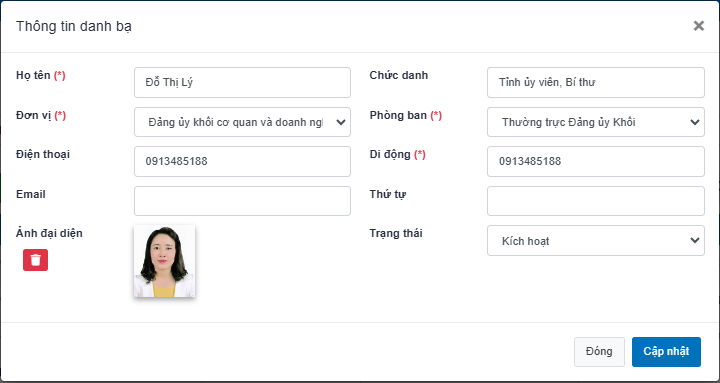 Thông tin danh bạ
Họ tên (*) Đỗ Thị Lý Chức danh Tỉnh ủy viên, Bí thư
Đơn vị (*) Đảng ủy khối cơ quan và doanh ngh Phòng ban (*) Thường trực Đảng ủy Khối
Điện thoại 0913485188 Di động (*) 0913485188
Email Thứ tự
Ảnh đại diện Trạng thái Kích hoạt
Đóng Cập nhật